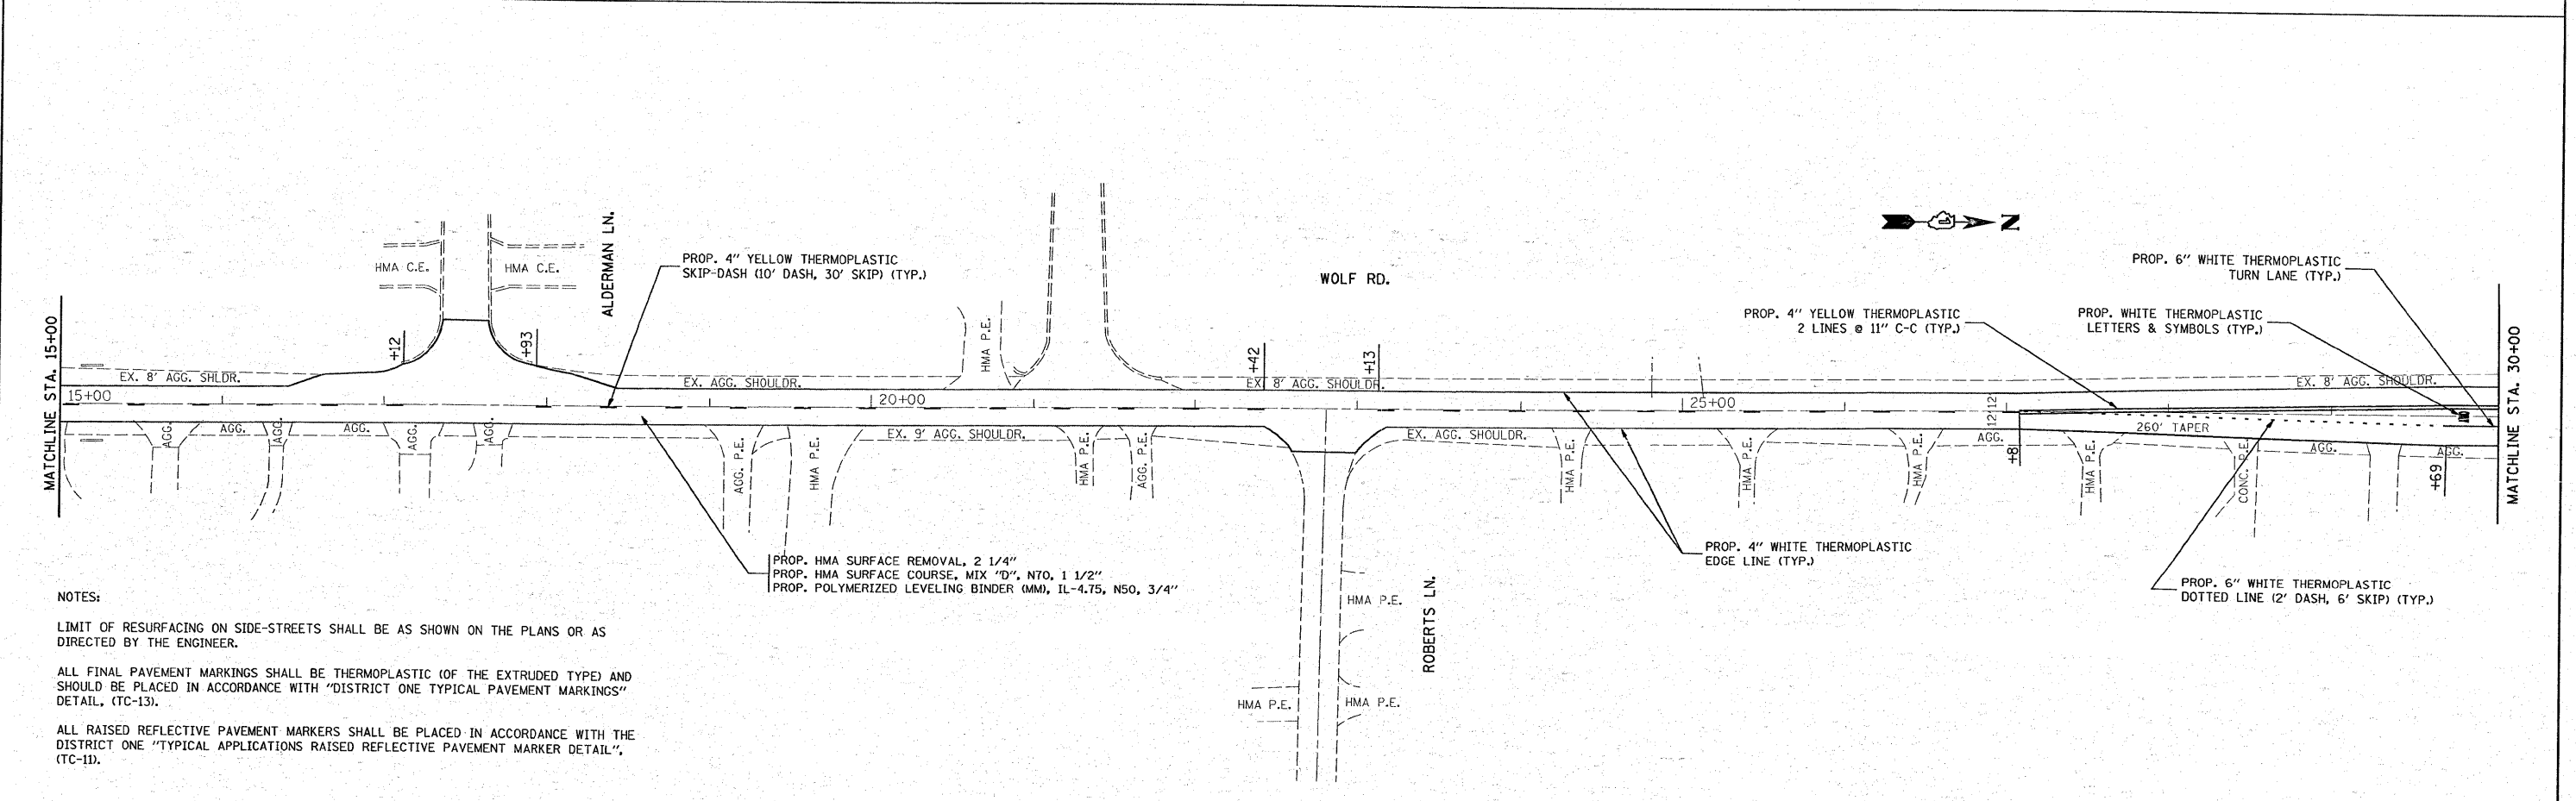 ALDERMAN LN.
HMA C.E.
HMA C.E.
PROP. 4" YELLOW THERMOPLASTIC
SKIP-DASH (10' DASH, 30' SKIP) (TYP.)
WOLF RD.
N
PROP. 6" WHITE THERMOPLASTIC
TURN LANE (TYP.)
PROP. 4" YELLOW THERMOPLASTIC
2 LINES @ 11" C-C (TYP.)
PROP. WHITE THERMOPLASTIC
LETTERS & SYMBOLS (TYP.)
MATCHLINE STA. 15+00
+12
+93
HMA P.E.
+42
+13
MATCHLINE STA. 30+00
EX. 8' AGG. SHLDR.
EX. AGG. SHOULDR.
EX. 8' AGG. SHOULDR.
EX. 8' AGG. SHOULDR.
15+00
20+00
25+00
12'12'
AGG.
AGG.
AGG.
AGG.
AGG.
AGG.
EX. 9' AGG. SHOULDR.
EX. AGG. SHOULDR.
AGG.
260' TAPER
AGG.
AGG.
AGG. P.E.
HMA P.E.
HMA P.E.
AGG. P.E.
HMA P.E.
HMA P.E.
HMA P.E.
+8
HMA P.E.
CONC. P.E.
+69
PROP. HMA SURFACE REMOVAL, 2 1/4"
PROP. HMA SURFACE COURSE, MIX "D", N70, 1 1/2"
PROP. POLYMERIZED LEVELING BINDER (MM), IL-4.75, N50, 3/4"
PROP. 4" WHITE THERMOPLASTIC
EDGE LINE (TYP.)
PROP. 6" WHITE THERMOPLASTIC
DOTTED LINE (2' DASH, 6' SKIP) (TYP.)
HMA P.E.
ROBERTS LN.
HMA P.E.
HMA P.E.
NOTES:
LIMIT OF RESURFACING ON SIDE-STREETS SHALL BE AS SHOWN ON THE PLANS OR AS
DIRECTED BY THE ENGINEER.
ALL FINAL PAVEMENT MARKINGS SHALL BE THERMOPLASTIC (OF THE EXTRUDED TYPE) AND
SHOULD BE PLACED IN ACCORDANCE WITH "DISTRICT ONE TYPICAL PAVEMENT MARKINGS"
DETAIL, (TC-13).
ALL RAISED REFLECTIVE PAVEMENT MARKERS SHALL BE PLACED IN ACCORDANCE WITH THE
DISTRICT ONE "TYPICAL APPLICATIONS RAISED REFLECTIVE PAVEMENT MARKER DETAIL",
(TC-11).